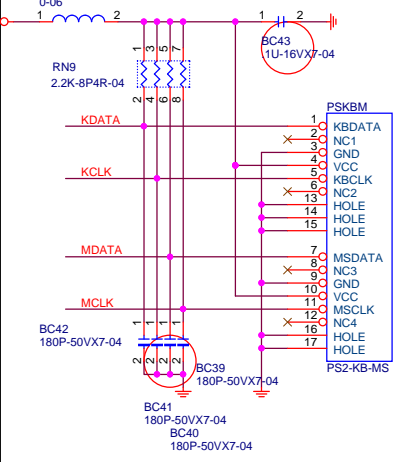 0-06
1 2
1 2
BC43
.1U-16VX7-04
RN9
2.2K-8P4R-04
1 3 5 7
2 4 6 8
PSKBM
KDATA
1 KBDATA
2 NC1
3 GND
4 VCC
KCLK
5 KBCLK
6 NC2
13 HOLE
14 HOLE
15 HOLE
MDATA
7 MSDATA
8 NC3
9 GND
10 VCC
MCLK
11 MSCLK
12 NC4
16 HOLE
17 HOLE
PS2-KB-MS
BC42
180P-50VX7-04
1 1 1 1
2 2 2 2
BC39
180P-50VX7-04
BC41
180P-50VX7-04
BC40
180P-50VX7-04